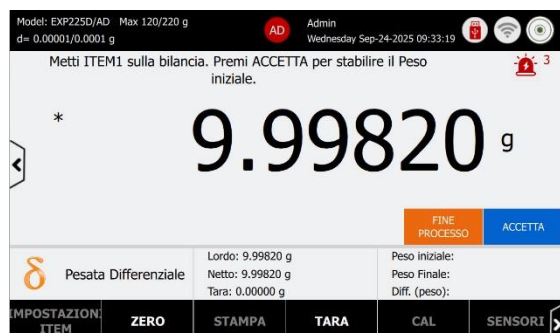 Model: EXP225D/AD Max 120/220 g
d= 0.00001/0.0001 g
AD
Admin
Wednesday Sep-24-2025 09:33:19
Metti ITEM1 sulla bilancia. Premi ACCETTA per stabilire il Peso
iniziale.
3
*
9.99820 g
FINE
PROCESSO
ACCETTA
δ
Pesata Differenziale
Lordo: 9.99820 g
Netto: 9.99820 g
Tara: 0.00000 g
Peso iniziale:
Peso Finale:
Diff. (peso):
IMPOSTAZION
ITEM
ZERO
STAMPA
TARA
CAL
SENSORI